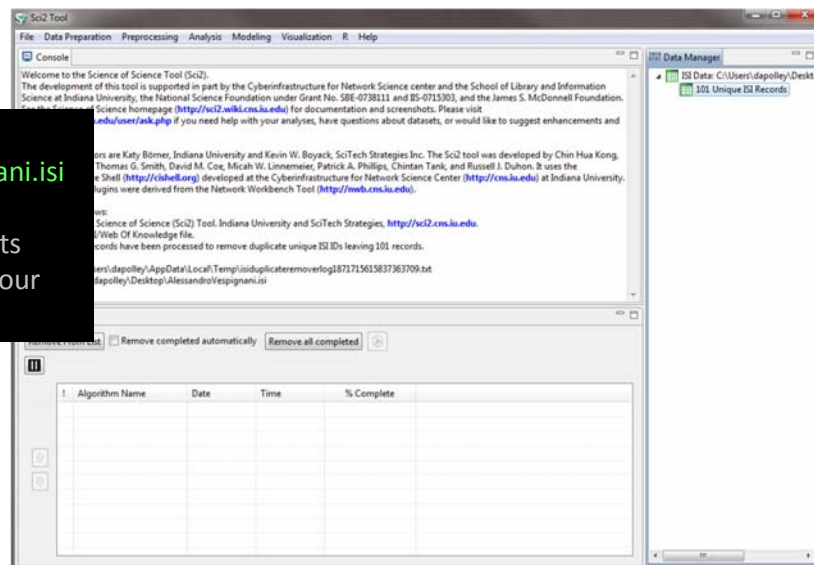 Sci2 Tool
File Data Preparation Preprocessing Analysis Modeling Visualization R Help
Console
Welcome to the Science of Science Tool (Sci2).
The development of this tool is supported in part by the Cyberinfrastructure for Network Science center and the School of Library and Information
Science at Indiana University, the National Science Foundation under Grant No. SBE-0738111 and IIS-0715303, and the James S. McDonnell Foundation.
of Science homepage (http://sci2.wiki.cns.iu.edu) for documentation and screenshots. Please visit
.edu/user/ask.php if you need help with your analyses, have questions about datasets, or would like to suggest enhancements and
ors are Katy Börner, Indiana University and Kevin W. Boyack, SciTech Strategies Inc. The Sci2 tool was developed by Chin Hua Kong,
Thomas G. Smith, David M. Coe, Micah W. Linnemeier, Patrick A. Phillips, Chintan Tank, and Russell J. Duhon. It uses the
e Shell (http://cishell.org) developed at the Cyberinfrastructure for Network Science Center (http://cns.iu.edu) at Indiana University.
lugins were derived from the Network Workbench Tool (http://nwb.cns.iu.edu).
ws:
Science of Science (Sci2) Tool. Indiana University and SciTech Strategies, http://sci2.cns.iu.edu.
/Web Of Knowledge file.
cords have been processed to remove duplicate unique ISI IDs leaving 101 records.
ers\dapolley\AppData\Local\Temp\isiduplicateremoverlog1871715615837363709.txt
dapolley\Desktop\AlessandroVespignani.isi
ani.isi
ts
our
Remove From List Remove completed automatically Remove all completed
! Algorithm Name Date Time % Complete
Data Manager
ISI Data: C:\Users\dapolley\Deskt
101 Unique ISI Records